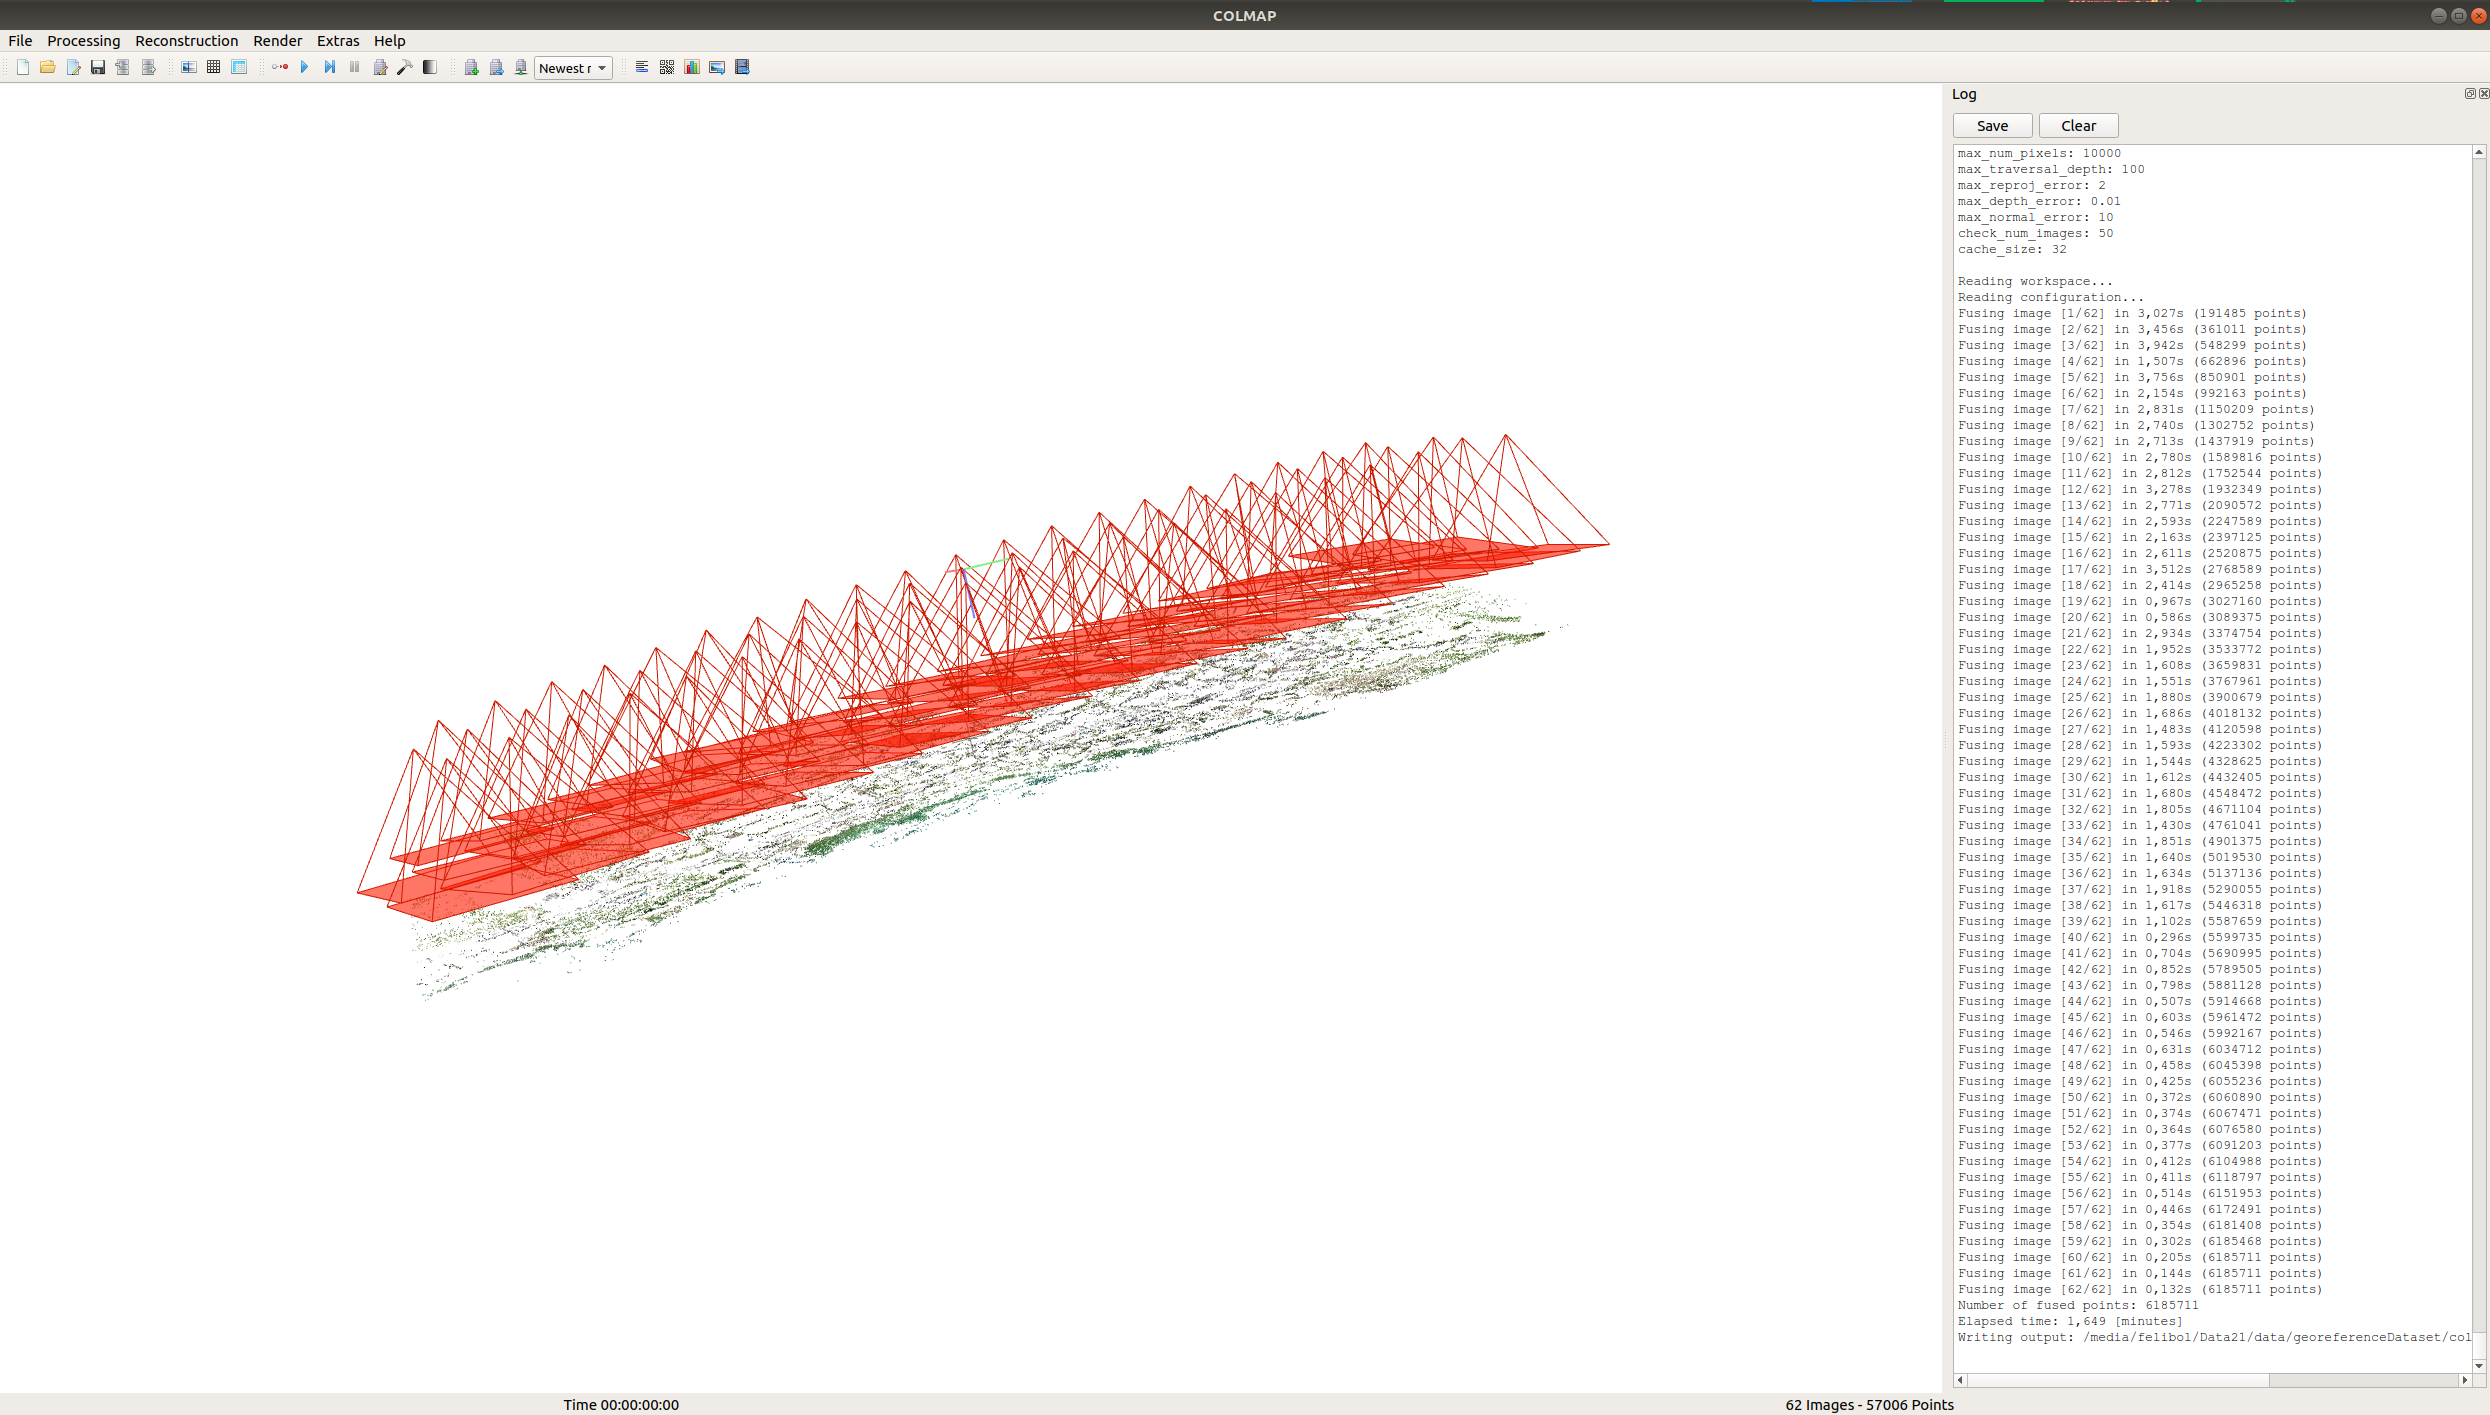 COLMAP
File Processing Reconstruction Render Extras Help
Newest r
Log
Save Clear
max_num_pixels: 10000
max_traversal_depth: 100
max_reproj_error: 2
max_depth_error: 0.01
max_normal_error: 10
check_num_images: 50
cache_size: 32
Reading workspace...
Reading configuration...
Fusing image [1/62] in 3,027s (191485 points)
Fusing image [2/62] in 3,456s (361011 points)
Fusing image [3/62] in 3,942s (548299 points)
Fusing image [4/62] in 1,507s (662896 points)
Fusing image [5/62] in 3,756s (850901 points)
Fusing image [6/62] in 2,154s (992163 points)
Fusing image [7/62] in 2,831s (1150209 points)
Fusing image [8/62] in 2,740s (1302752 points)
Fusing image [9/62] in 2,713s (1437919 points)
Fusing image [10/62] in 2,780s (1589816 points)
Fusing image [11/62] in 2,812s (1752544 points)
Fusing image [12/62] in 3,278s (1932349 points)
Fusing image [13/62] in 2,771s (2090572 points)
Fusing image [14/62] in 2,593s (2247589 points)
Fusing image [15/62] in 2,163s (2397125 points)
Fusing image [16/62] in 2,611s (2520875 points)
Fusing image [17/62] in 3,512s (2768589 points)
Fusing image [18/62] in 2,414s (2965258 points)
Fusing image [19/62] in 0,967s (3027160 points)
Fusing image [20/62] in 0,586s (3089375 points)
Fusing image [21/62] in 2,934s (3374754 points)
Fusing image [22/62] in 1,952s (3533772 points)
Fusing image [23/62] in 1,608s (3659831 points)
Fusing image [24/62] in 1,551s (3767961 points)
Fusing image [25/62] in 1,880s (3900679 points)
Fusing image [26/62] in 1,686s (4018132 points)
Fusing image [27/62] in 1,483s (4120598 points)
Fusing image [28/62] in 1,593s (4223302 points)
Fusing image [29/62] in 1,544s (4328625 points)
Fusing image [30/62] in 1,612s (4432405 points)
Fusing image [31/62] in 1,680s (4548472 points)
Fusing image [32/62] in 1,805s (4671104 points)
Fusing image [33/62] in 1,430s (4761041 points)
Fusing image [34/62] in 1,851s (4901375 points)
Fusing image [35/62] in 1,640s (5019530 points)
Fusing image [36/62] in 1,634s (5137136 points)
Fusing image [37/62] in 1,918s (5290055 points)
Fusing image [38/62] in 1,617s (5446318 points)
Fusing image [39/62] in 1,102s (5587659 points)
Fusing image [40/62] in 0,296s (5599735 points)
Fusing image [41/62] in 0,704s (5690995 points)
Fusing image [42/62] in 0,852s (5789505 points)
Fusing image [43/62] in 0,798s (5881128 points)
Fusing image [44/62] in 0,507s (5914668 points)
Fusing image [45/62] in 0,603s (5961472 points)
Fusing image [46/62] in 0,546s (5992167 points)
Fusing image [47/62] in 0,631s (6034712 points)
Fusing image [48/62] in 0,458s (6045398 points)
Fusing image [49/62] in 0,425s (6055236 points)
Fusing image [50/62] in 0,372s (6060890 points)
Fusing image [51/62] in 0,374s (6067471 points)
Fusing image [52/62] in 0,364s (6076580 points)
Fusing image [53/62] in 0,377s (6091203 points)
Fusing image [54/62] in 0,412s (6104988 points)
Fusing image [55/62] in 0,411s (6118797 points)
Fusing image [56/62] in 0,514s (6151953 points)
Fusing image [57/62] in 0,446s (6172491 points)
Fusing image [58/62] in 0,354s (6181408 points)
Fusing image [59/62] in 0,302s (6185468 points)
Fusing image [60/62] in 0,205s (6185711 points)
Fusing image [61/62] in 0,144s (6185711 points)
Fusing image [62/62] in 0,132s (6185711 points)
Number of fused points: 6185711
Elapsed time: 1,649 [minutes]
Writing output: /media/felibol/Data21/data/georeferenceDataset/col
Time 00:00:00:00
62 Images - 57006 Points